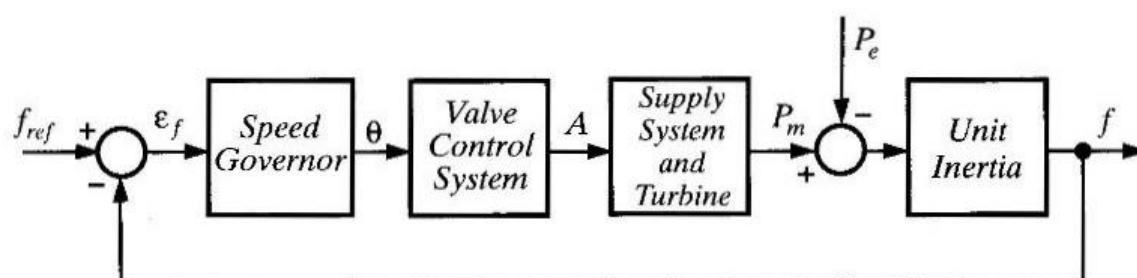 f_ref
+
−
ε_f
Speed
Governor
θ
Valve
Control
System
A
Supply
System
and
Turbine
P_m
+
P_e
−
Unit
Inertia
f